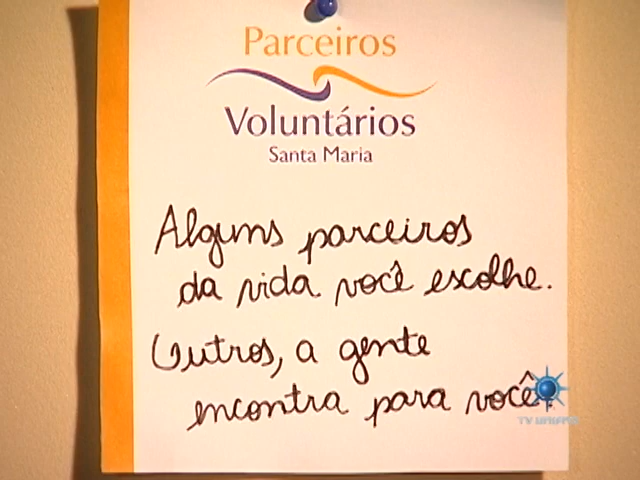 Parceiros
Voluntários
Santa Maria
Alguns parceiros
da vida você escolhe.
Outros, a gente
encontra para você.